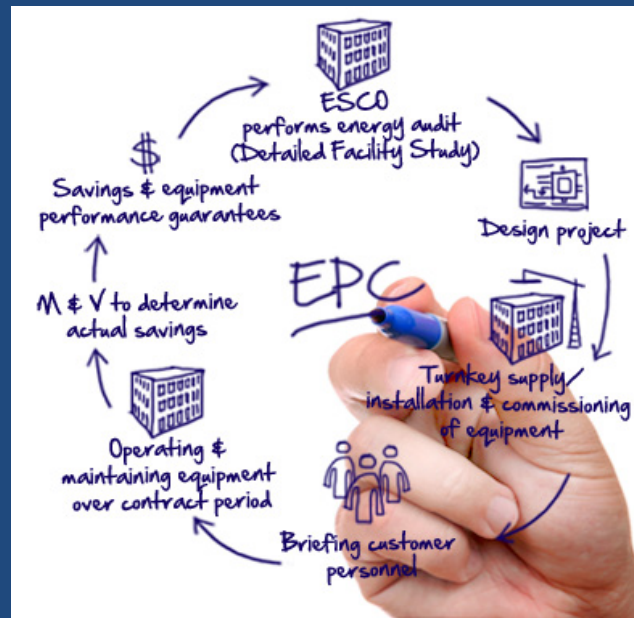 ESCO
performs energy audit
(Detailed Facility Study)
Design project
Turnkey supply/
installation & commissioning
of equipment
Briefing customer
personnel
Operating &
maintaining equipment
over contract period
M & V to determine
actual savings
$
Savings & equipment
performance guarantees
EPC